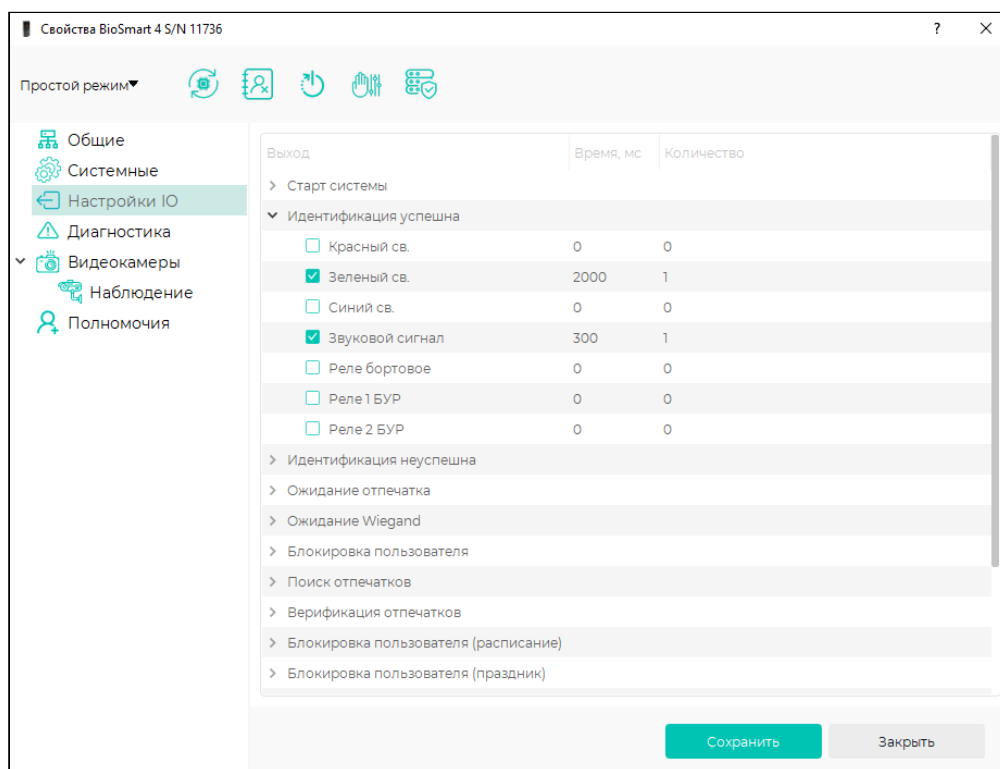 Свойства BioSmart 4 S/N 11736 ?
Простой режим
Общие
Системные
Настройки IO
Диагностика
Видеокамеры
Наблюдение
Полномочия
Выход Время, мс Количество
Старт системы
Идентификация успешна
Красный св. 0 0
Зеленый св. 2000 1
Синий св. 0 0
Звуковой сигнал 300 1
Реле бортовое 0 0
Реле 1 БУР 0 0
Реле 2 БУР 0 0
Идентификация неуспешна
Ожидание отпечатка
Ожидание Wiegand
Блокировка пользователя
Поиск отпечатков
Верификация отпечатков
Блокировка пользователя (расписание)
Блокировка пользователя (праздник)
Сохранить Закрыть